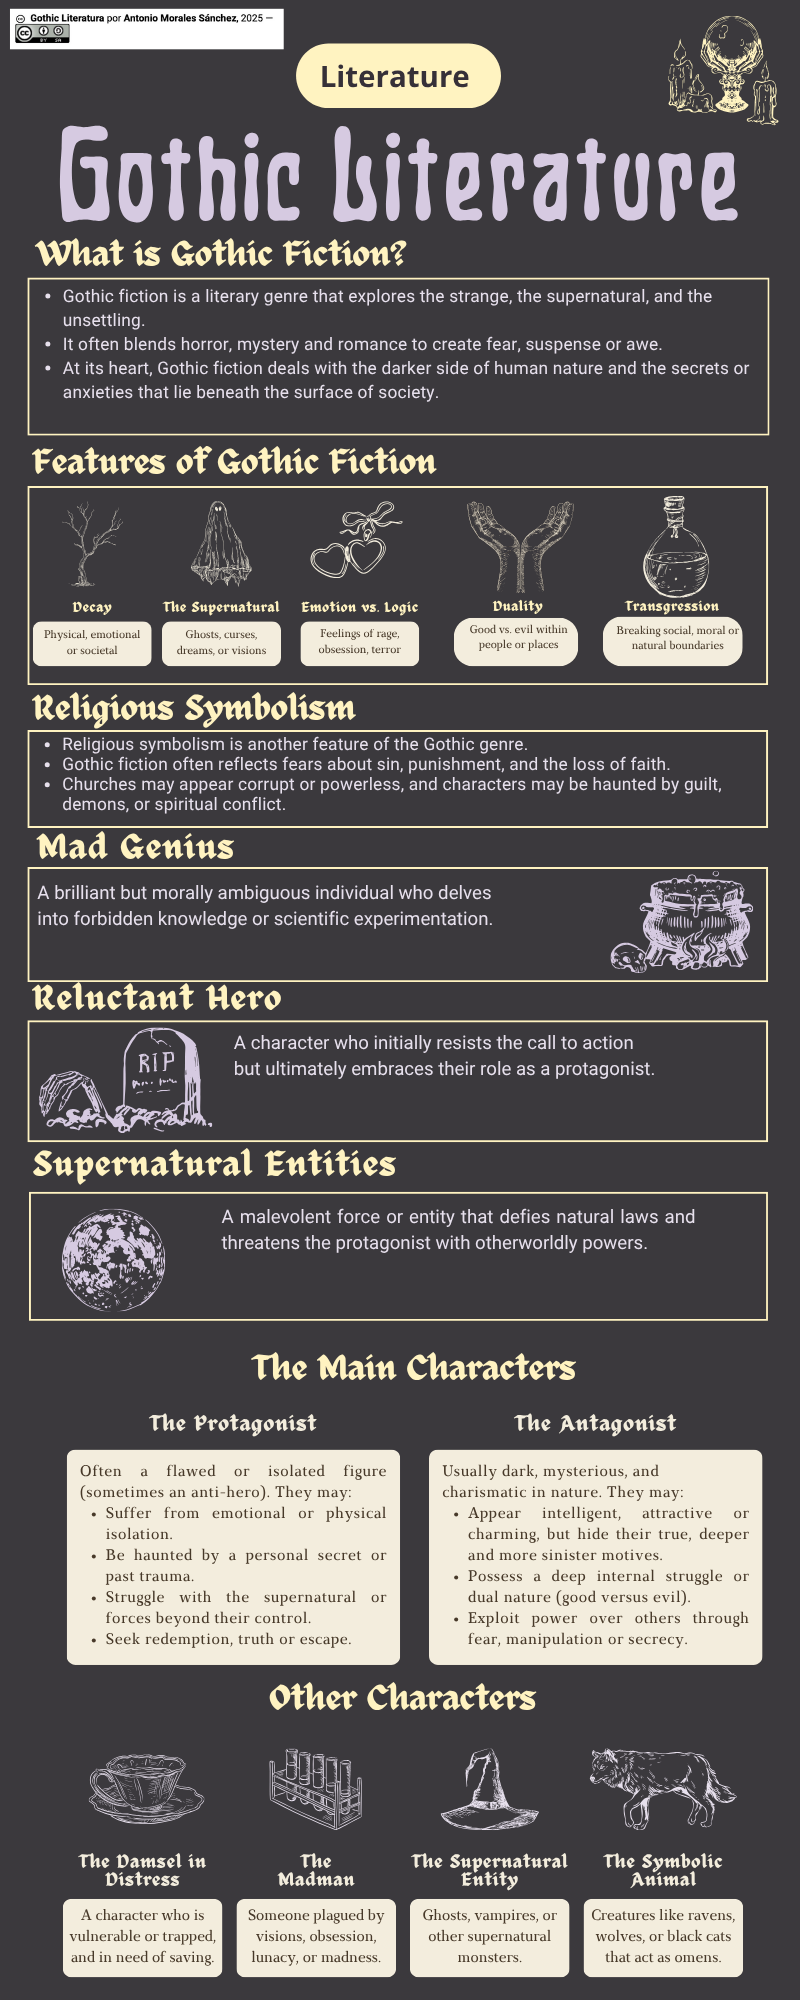 Gothic Literatura por Antonio Morales Sánchez, 2025 —
CC BY SA
Literature
Gothic Literature
What is Gothic Fiction?
• Gothic fiction is a literary genre that explores the strange, the supernatural, and the
unsettling.
• It often blends horror, mystery and romance to create fear, suspense or awe.
• At its heart, Gothic fiction deals with the darker side of human nature and the secrets or
anxieties that lie beneath the surface of society.
Features of Gothic Fiction
Decay
Physical, emotional
or societal
The Supernatural
Ghosts, curses,
dreams, or visions
Emotion vs. Logic
Feelings of rage,
obsession, terror
Duality
Good vs. evil within
people or places
Transgression
Breaking social, moral or
natural boundaries
Religious Symbolism
• Religious symbolism is another feature of the Gothic genre.
• Gothic fiction often reflects fears about sin, punishment, and the loss of faith.
• Churches may appear corrupt or powerless, and characters may be haunted by guilt,
demons, or spiritual conflict.
Mad Genius
A brilliant but morally ambiguous individual who delves
into forbidden knowledge or scientific experimentation.
Reluctant Hero
RIP
A character who initially resists the call to action
but ultimately embraces their role as a protagonist.
Supernatural Entities
A malevolent force or entity that defies natural laws and
threatens the protagonist with otherworldly powers.
The Main Characters
The Protagonist
Often a flawed or isolated figure
(sometimes an anti-hero). They may:
• Suffer from emotional or physical
isolation.
• Be haunted by a personal secret or
past trauma.
• Struggle with the supernatural or
forces beyond their control.
• Seek redemption, truth or escape.
The Antagonist
Usually dark, mysterious, and
charismatic in nature. They may:
• Appear intelligent, attractive or
charming, but hide their true, deeper
and more sinister motives.
• Possess a deep internal struggle or
dual nature (good versus evil).
• Exploit power over others through
fear, manipulation or secrecy.
Other Characters
The Damsel in
Distress
A character who is
vulnerable or trapped,
and in need of saving.
The
Madman
Someone plagued by
visions, obsession,
lunacy, or madness.
The Supernatural
Entity
Ghosts, vampires, or
other supernatural
monsters.
The Symbolic
Animal
Creatures like ravens,
wolves, or black cats
that act as omens.